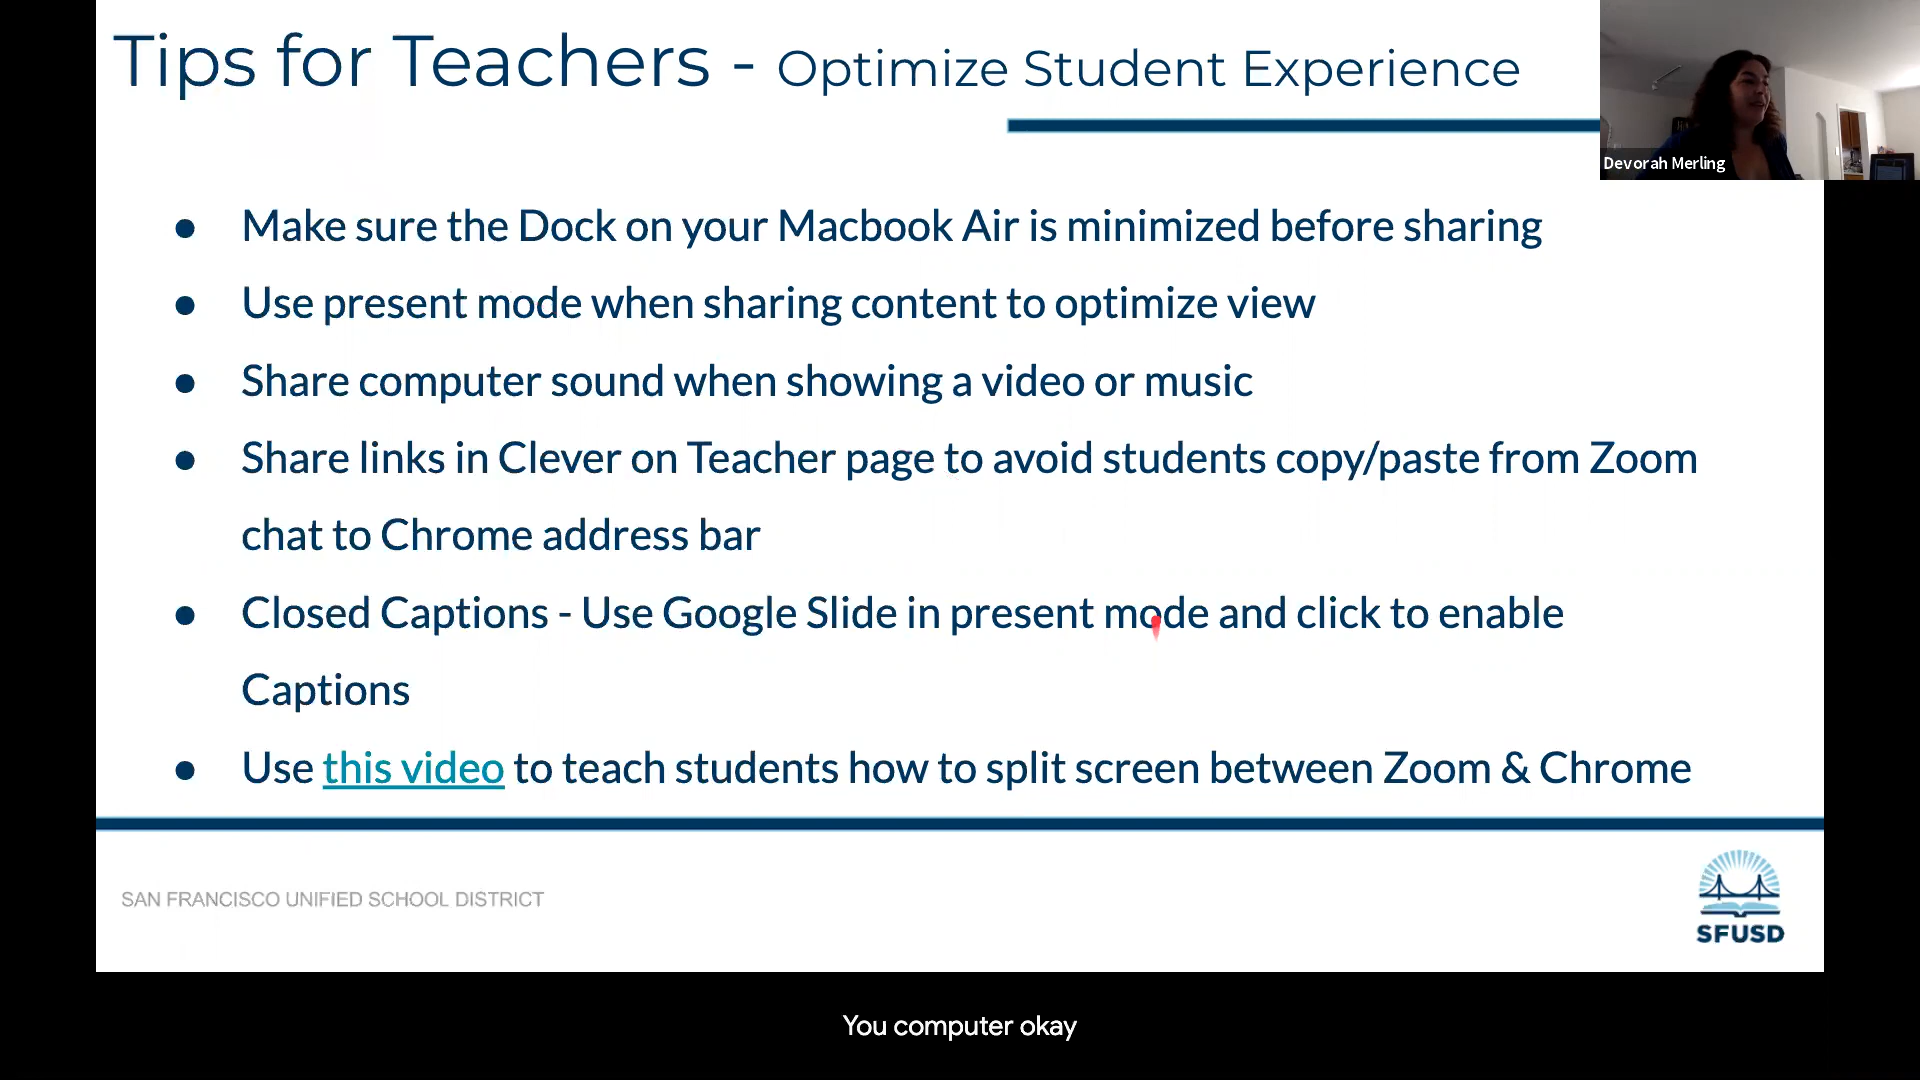 Tips for Teachers - Optimize Student Experience
Devorah Merling
● Make sure the Dock on your Macbook Air is minimized before sharing
● Use present mode when sharing content to optimize view
● Share computer sound when showing a video or music
● Share links in Clever on Teacher page to avoid students copy/paste from Zoom
chat to Chrome address bar
● Closed Captions - Use Google Slide in present mode and click to enable
Captions
● Use this video to teach students how to split screen between Zoom & Chrome
SAN FRANCISCO UNIFIED SCHOOL DISTRICT
SFUSD
You computer okay